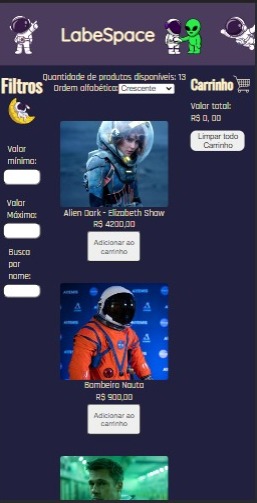 LabeSpace
Filtros
Valor
mínimo:
Valor
Máximo:
Busca
por
nome:
Quantidade de produtos disponíveis: 13
Ordem alfabética: Crescente
Alien Dark - Elizabeth Shaw
R$ 4200,00
Adicionar ao
carrinho
Bombeiro Nauta
R$ 900,00
Adicionar ao
carrinho
Carrinho
Valor total:
R$ 0, 00
Limpar todo
Carrinho